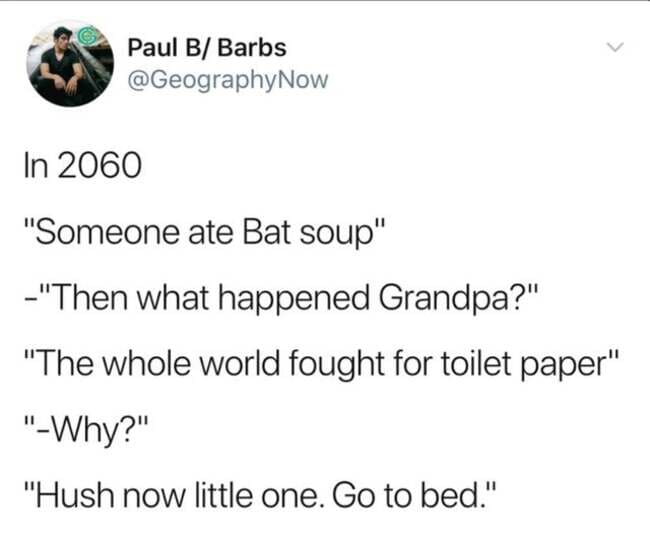 Paul B/ Barbs
@GeographyNow
In 2060
"Someone ate Bat soup"
-"Then what happened Grandpa?"
"The whole world fought for toilet paper"
"-Why?"
"Hush now little one. Go to bed."